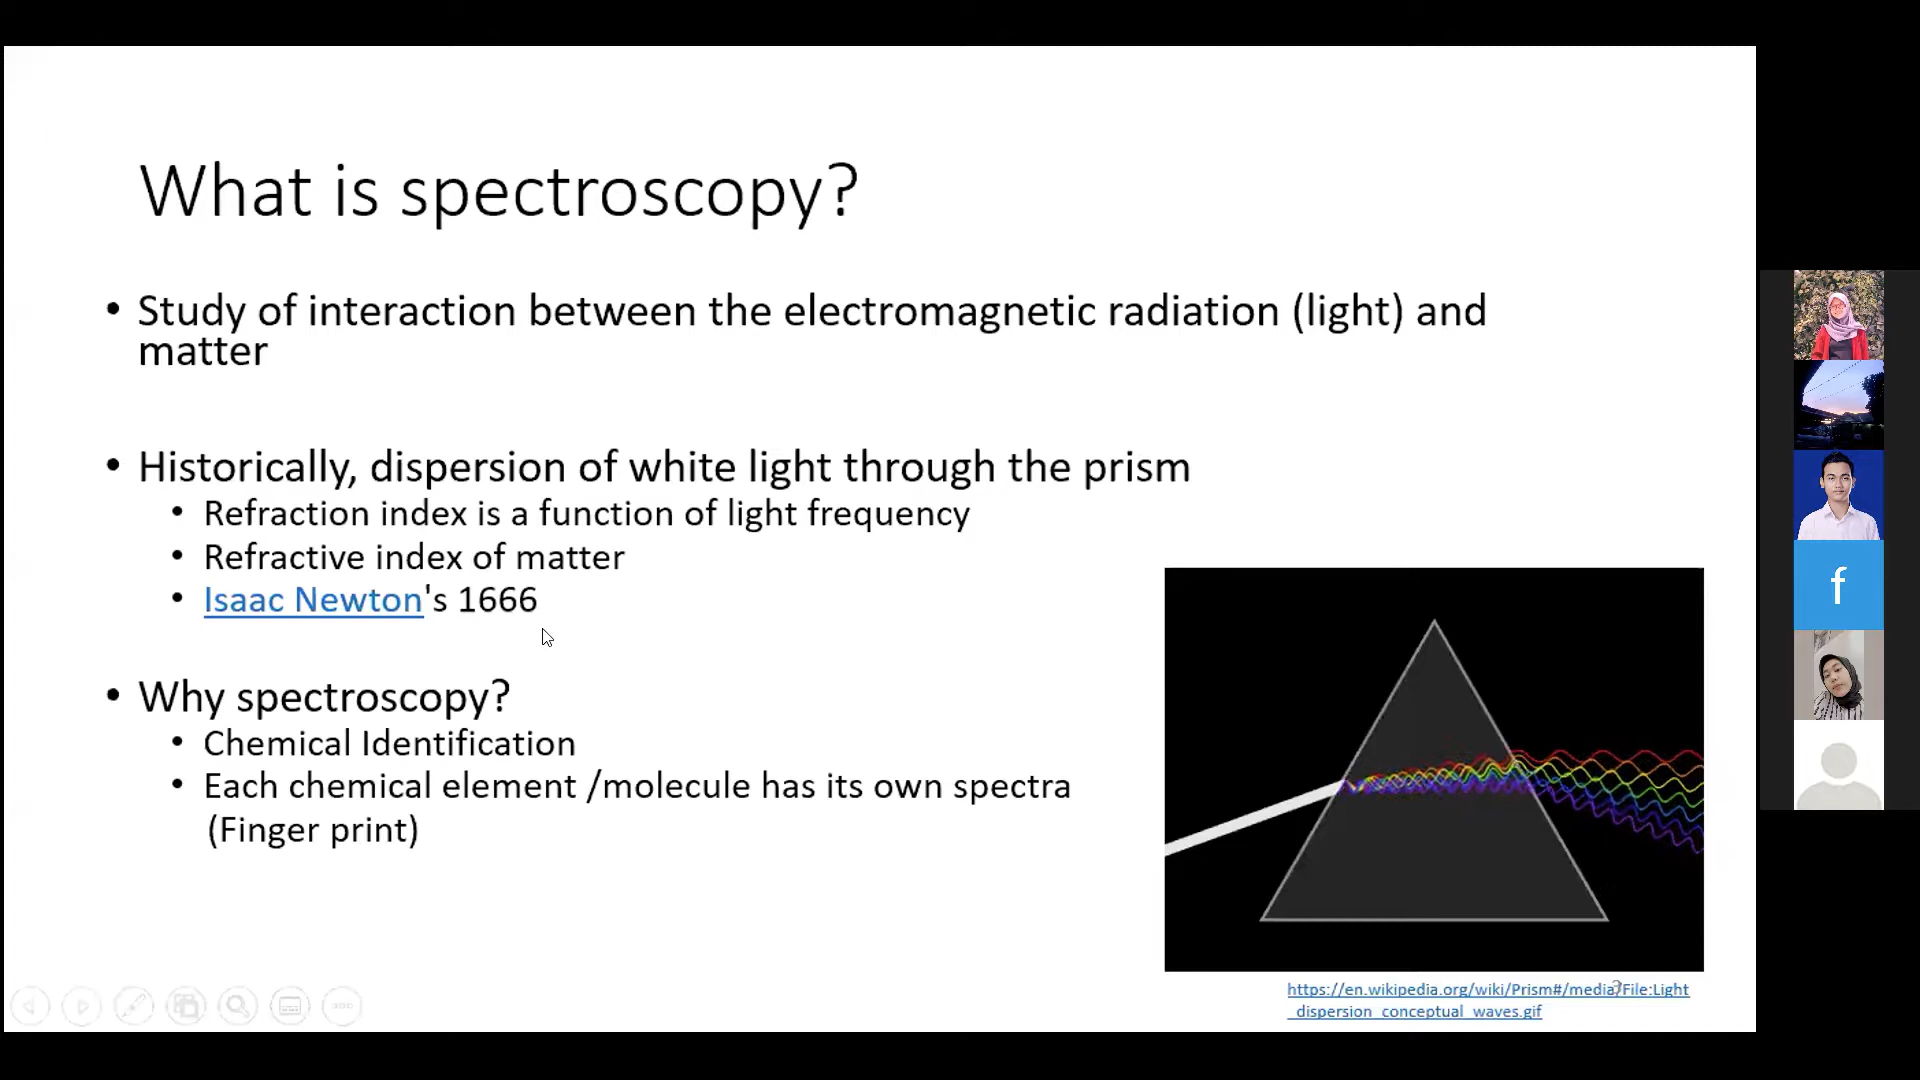 What is spectroscopy?
• Study of interaction between the electromagnetic radiation (light) and
matter
• Historically, dispersion of white light through the prism
• Refraction index is a function of light frequency
• Refractive index of matter
• Isaac Newton's 1666
• Why spectroscopy?
• Chemical Identification
• Each chemical element /molecule has its own spectra
(Finger print)
3
https://en.wikipedia.org/wiki/Prism#/media/File:Light
_dispersion_conceptual_waves.gif
f